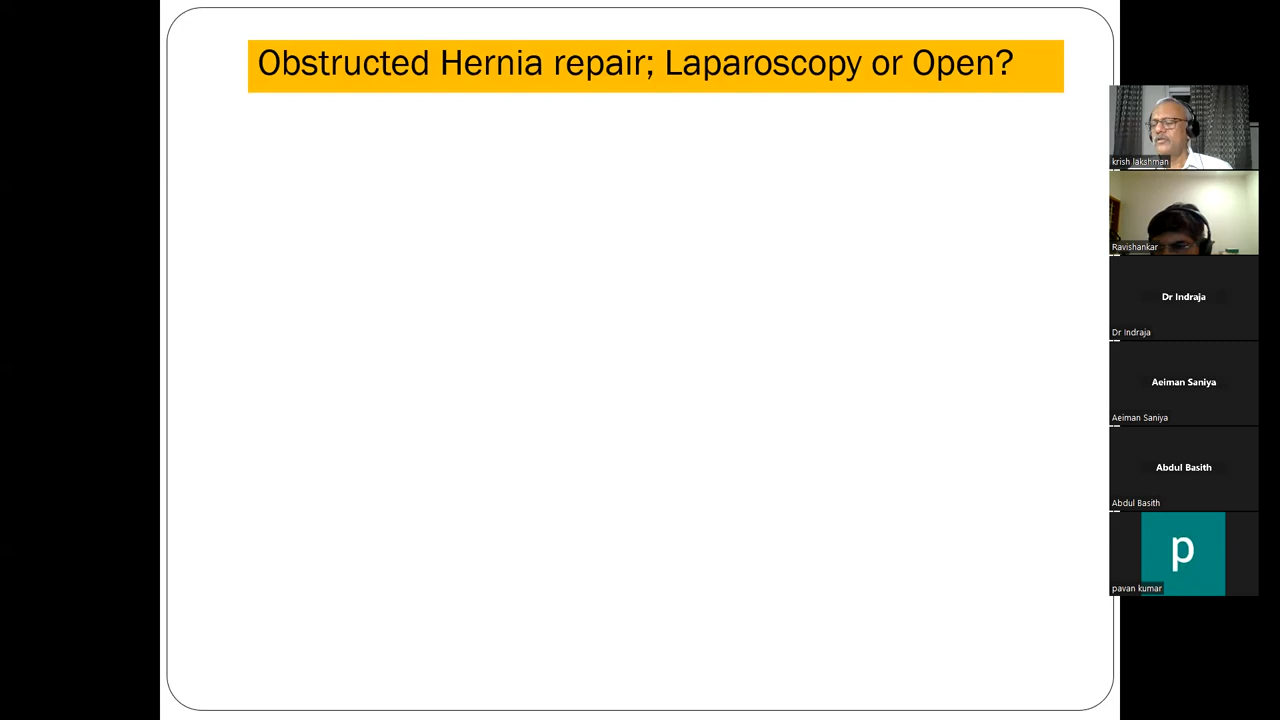 Obstructed Hernia repair; Laparoscopy or Open?
krish lakshman
Ravishankar
Dr Indraja
Dr Indraja
Aeiman Saniya
Aeiman Saniya
Abdul Basith
Abdul Basith
p
pavan kumar